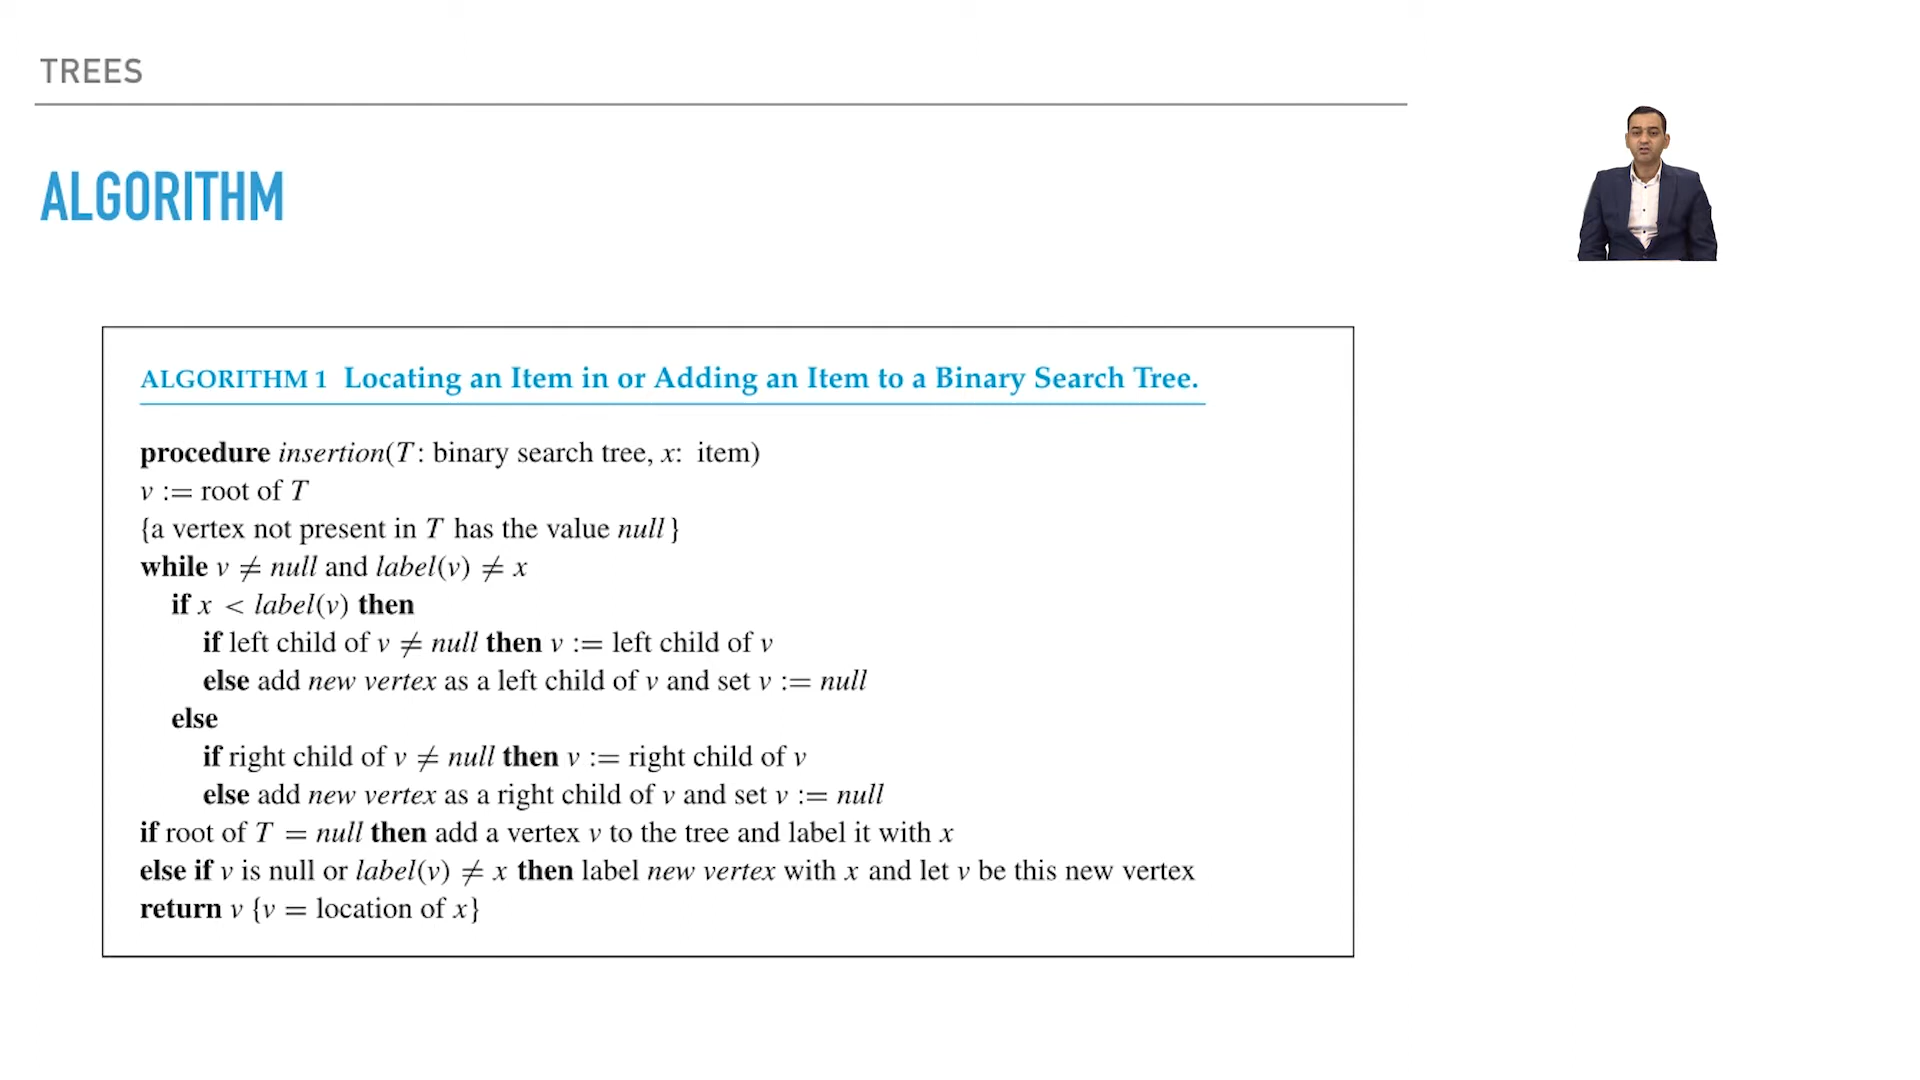 TREES
ALGORITHM
ALGORITHM 1 Locating an Item in or Adding an Item to a Binary Search Tree.
procedure insertion(T: binary search tree, x: item)
v := root of T
{a vertex not present in T has the value null}
while v ≠ null and label(v) ≠ x
if x < label(v) then
if left child of v ≠ null then v := left child of v
else add new vertex as a left child of v and set v := null
else
if right child of v ≠ null then v := right child of v
else add new vertex as a right child of v and set v := null
if root of T = null then add a vertex v to the tree and label it with x
else if v is null or label(v) ≠ x then label new vertex with x and let v be this new vertex
return v {v = location of x}